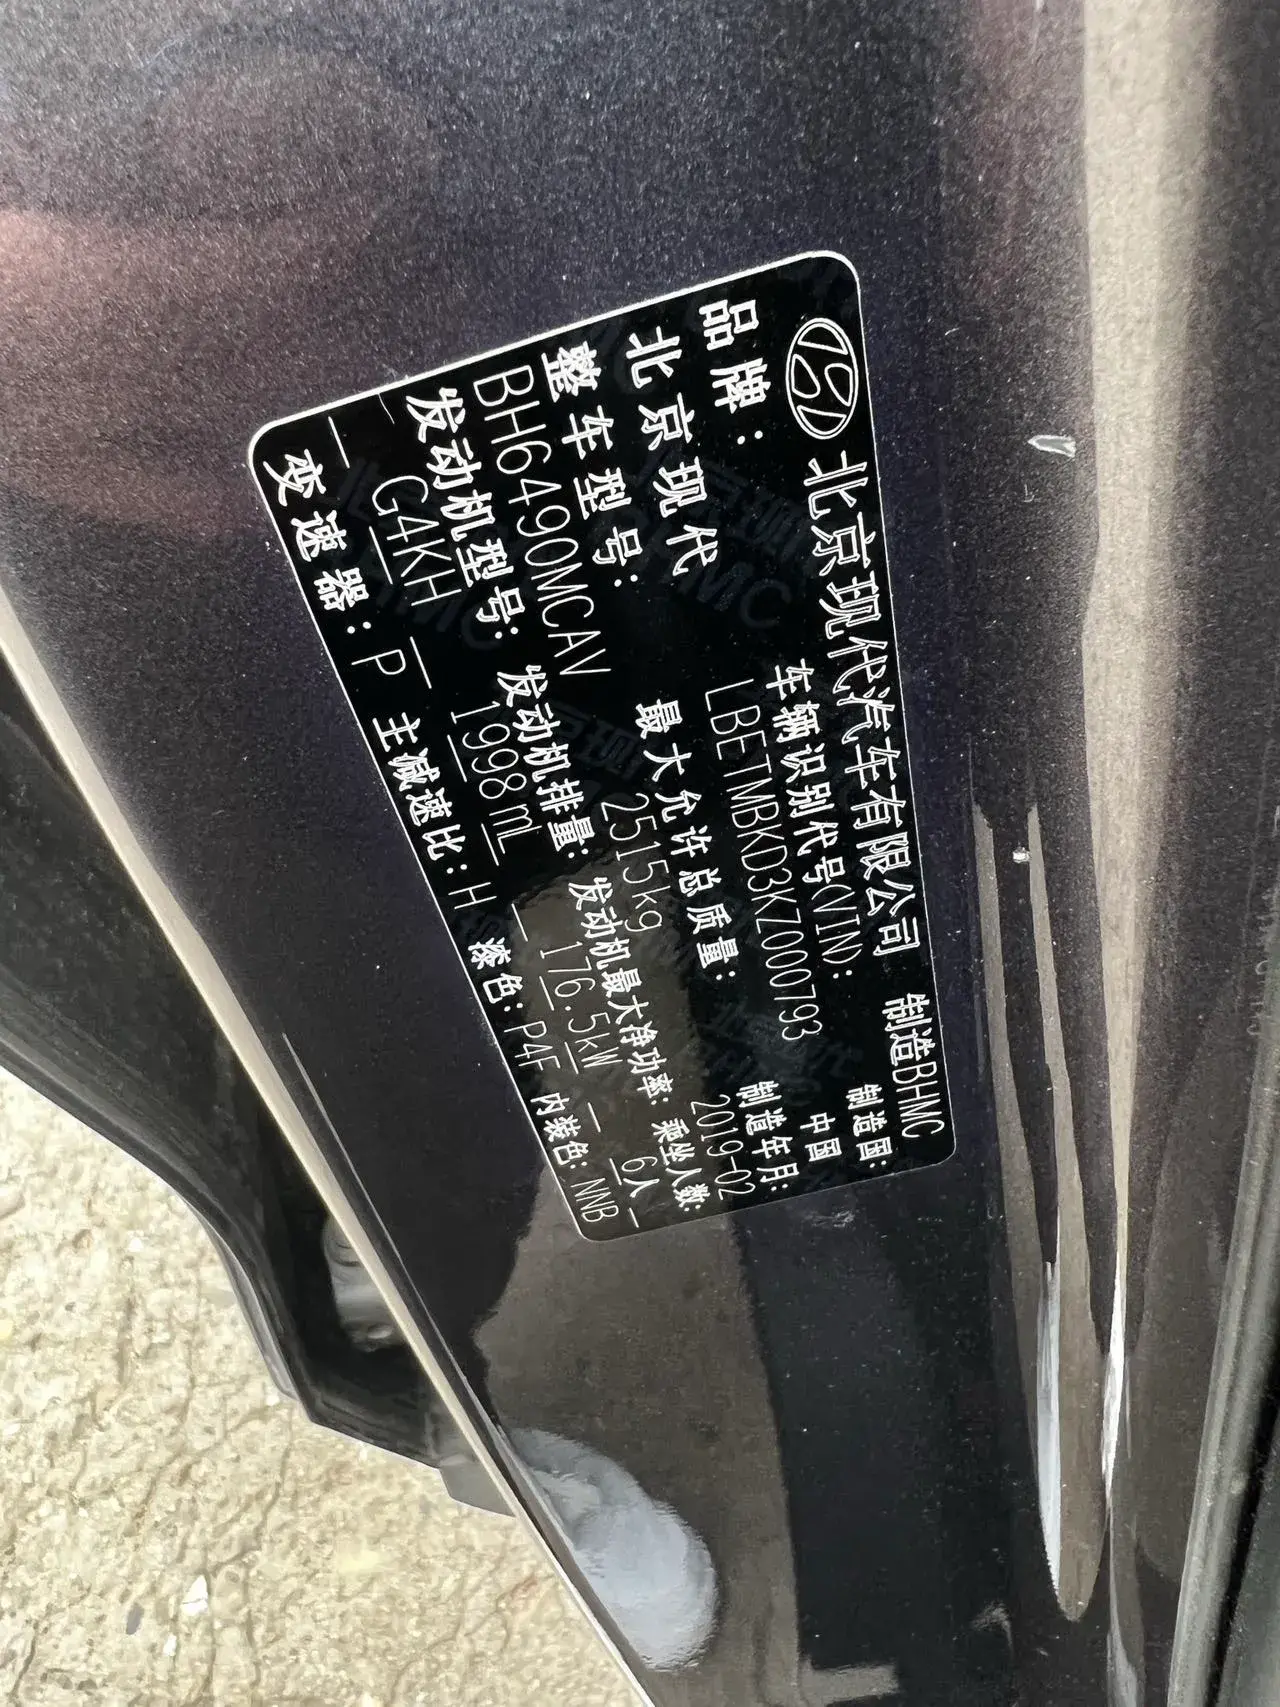 北京现代汽车有限公司 制造BHMC
品牌: 车辆识别代号(VIN): 制造国:
北京现代 LBETMBKD3KZ000793 中国
整车型号: 最大允许总质量: 制造年月:
BH6490MCAV 2515kg 2019-02
发动机型号: 发动机排量: 发动机最大净功率: 乘坐人数:
G4KH 1998mL 176.5kW 6人
变速器: P 主减速比: H 漆色: P4F 内装色: NNB